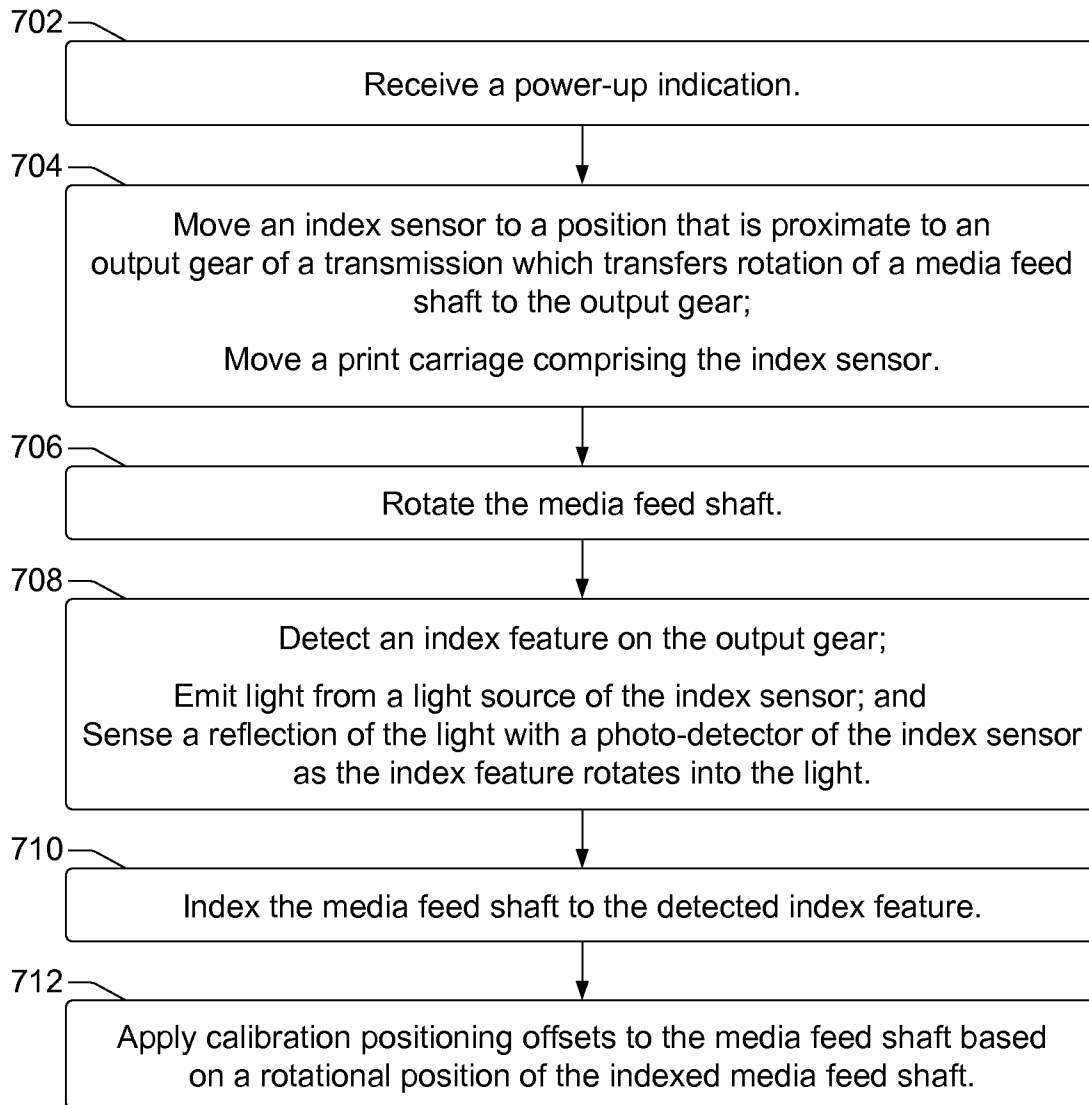 702
Receive a power-up indication.
704
Move an index sensor to a position that is proximate to an
output gear of a transmission which transfers rotation of a media feed
shaft to the output gear;
Move a print carriage comprising the index sensor.
706
Rotate the media feed shaft.
708
Detect an index feature on the output gear;
Emit light from a light source of the index sensor; and
Sense a reflection of the light with a photo-detector of the index sensor
as the index feature rotates into the light.
710
Index the media feed shaft to the detected index feature.
712
Apply calibration positioning offsets to the media feed shaft based
on a rotational position of the indexed media feed shaft.